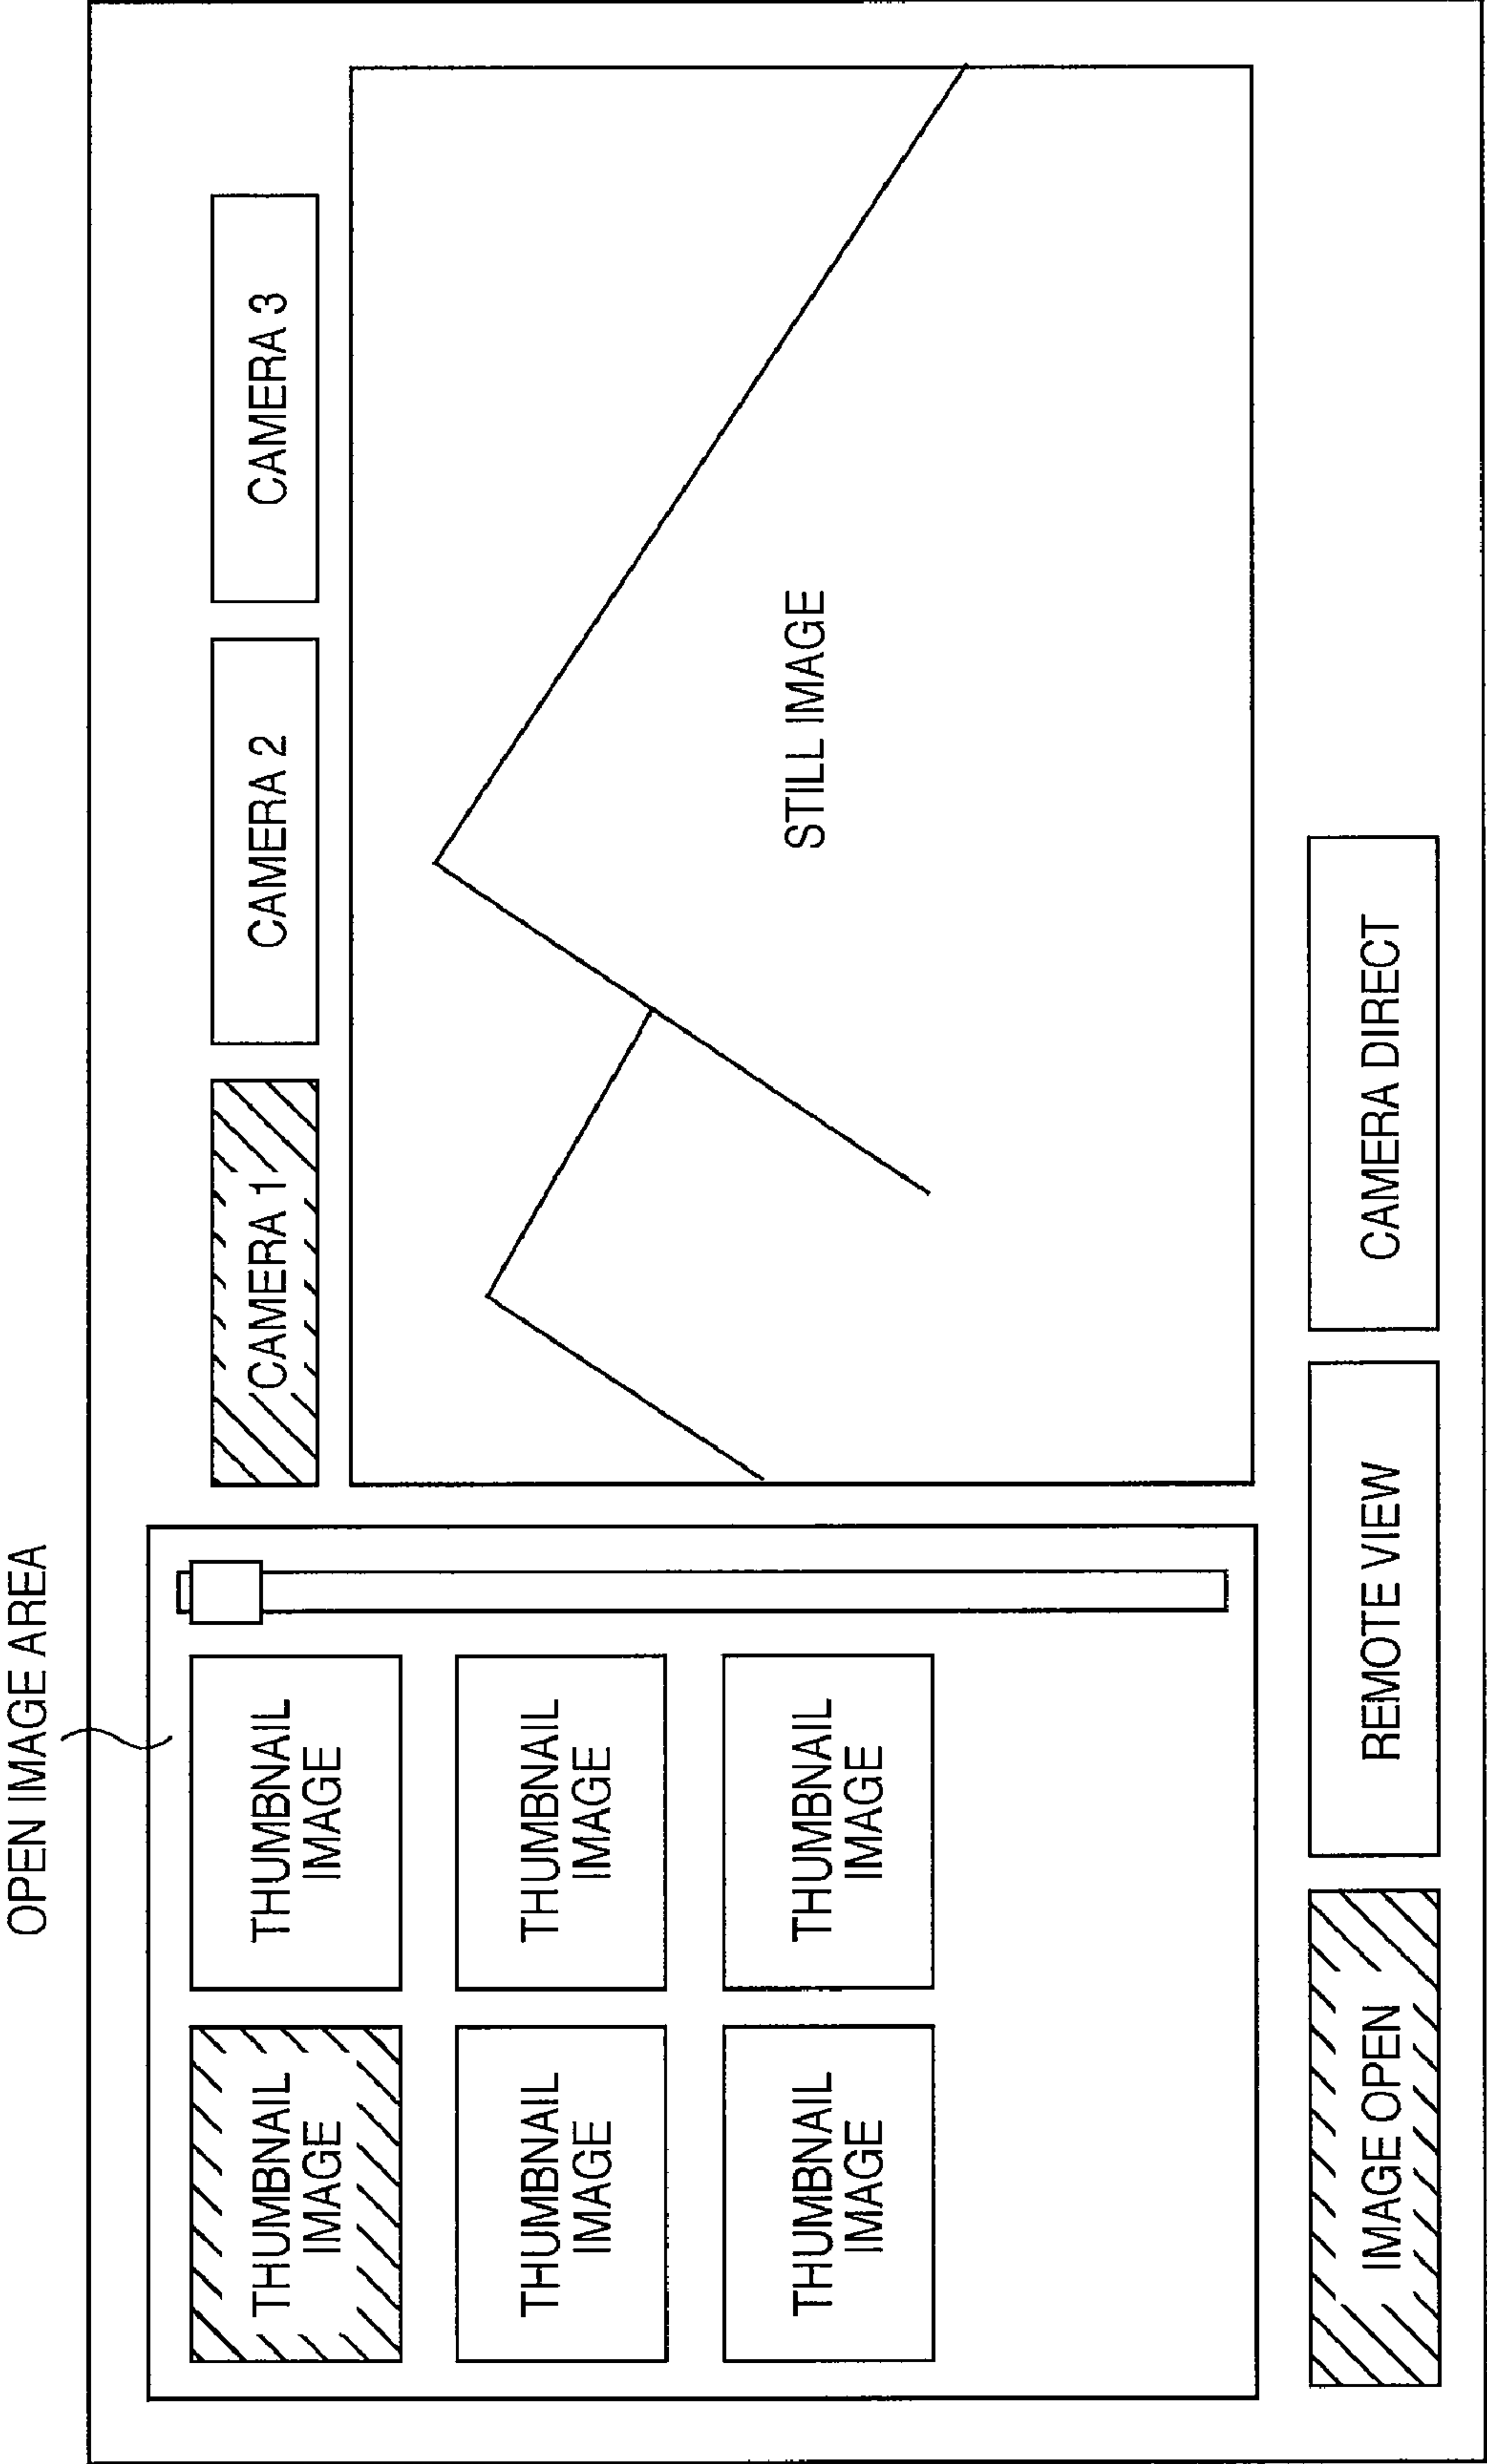 OPEN IMAGE AREA
CAMERA 1
CAMERA 2
CAMERA 3
THUMBNAIL
IMAGE
THUMBNAIL
IMAGE
THUMBNAIL
IMAGE
THUMBNAIL
IMAGE
THUMBNAIL
IMAGE
THUMBNAIL
IMAGE
STILL IMAGE
IMAGE OPEN
REMOTE VIEW
CAMERA DIRECT